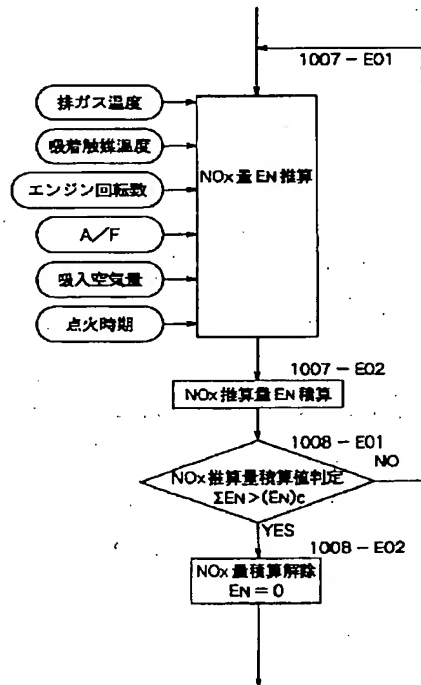 1007-E01
排ガス温度
吸着触媒温度
エンジン回転数
A/F
吸入空気量
点火時期
NOx量EN推算
1007-E02
NOx推算量EN積算
1008-E01
NOx推算量積算値判定
ΣEN>(EN)c
NO
YES
1008-E02
NOx量積算解除
EN=0